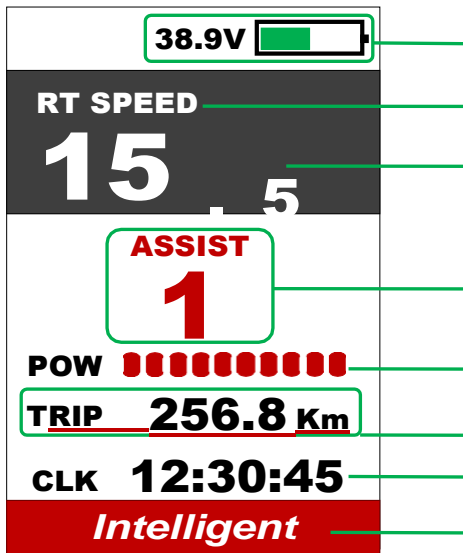 38.9V
RT SPEED
15.5
ASSIST
1
POW
TRIP 256.8 Km
CLK 12:30:45
Intelligent